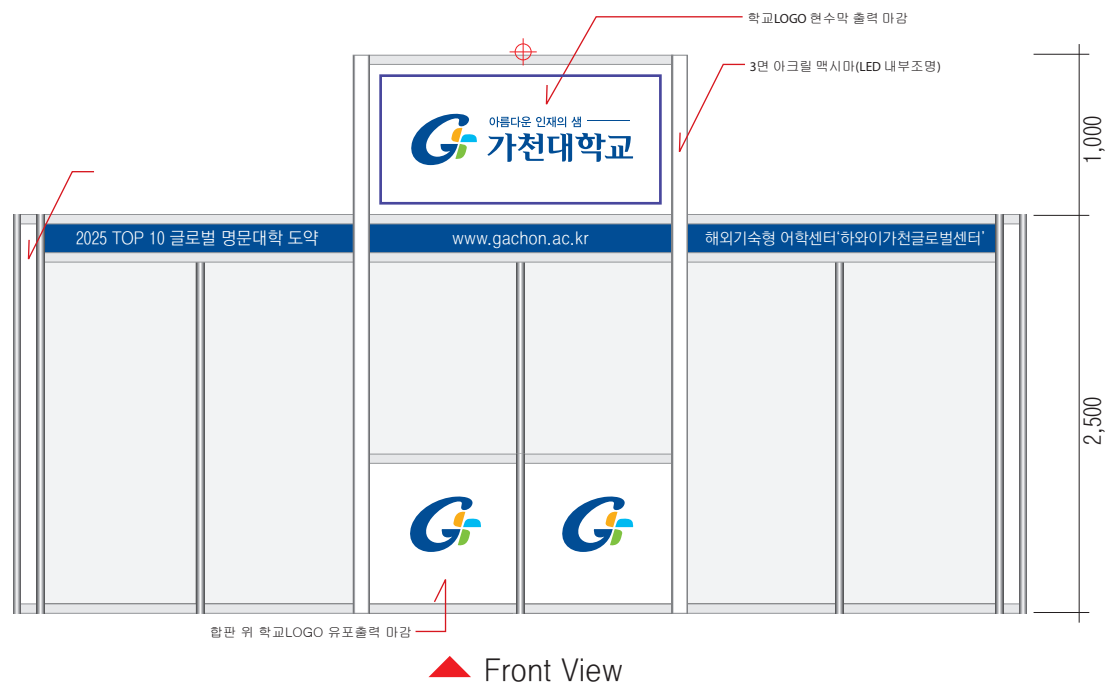 학교LOGO 현수막 출력 마감
3면 아크릴 맥시마(LED 내부조명)
아름다운 인재의 샘
가천대학교
1,000
2025 TOP 10 글로벌 명문대학 도약
www.gachon.ac.kr
해외기숙형 어학센터‘하와이가천글로벌센터’
2,500
합판 위 학교LOGO 유포출력 마감
Front View